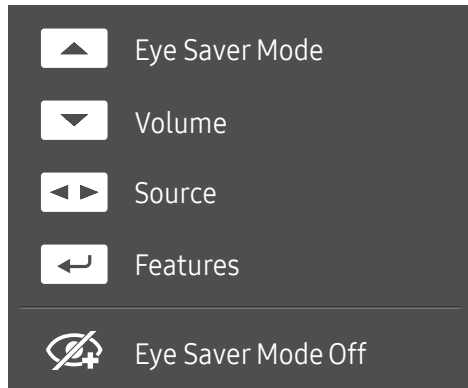 Eye Saver Mode
Volume
Source
Features
Eye Saver Mode Off